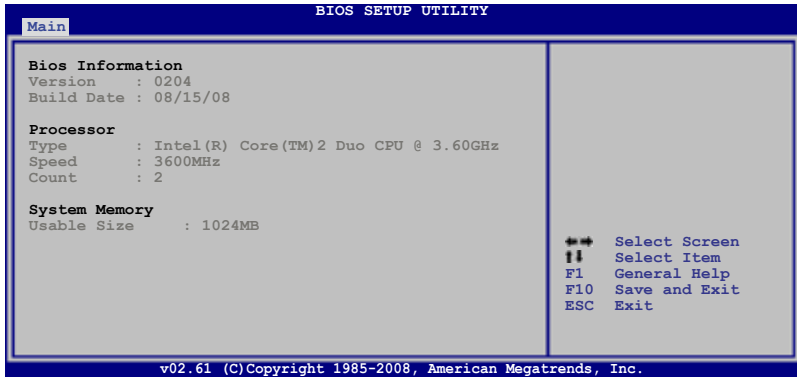 BIOS SETUP UTILITY
Main
Bios Information
Version : 0204
Build Date : 08/15/08
Processor
Type : Intel(R) Core(TM)2 Duo CPU @ 3.60GHz
Speed : 3600MHz
Count : 2
System Memory
Usable Size : 1024MB
←→ Select Screen
↑↓ Select Item
F1 General Help
F10 Save and Exit
ESC Exit
v02.61 (C)Copyright 1985-2008, American Megatrends, Inc.